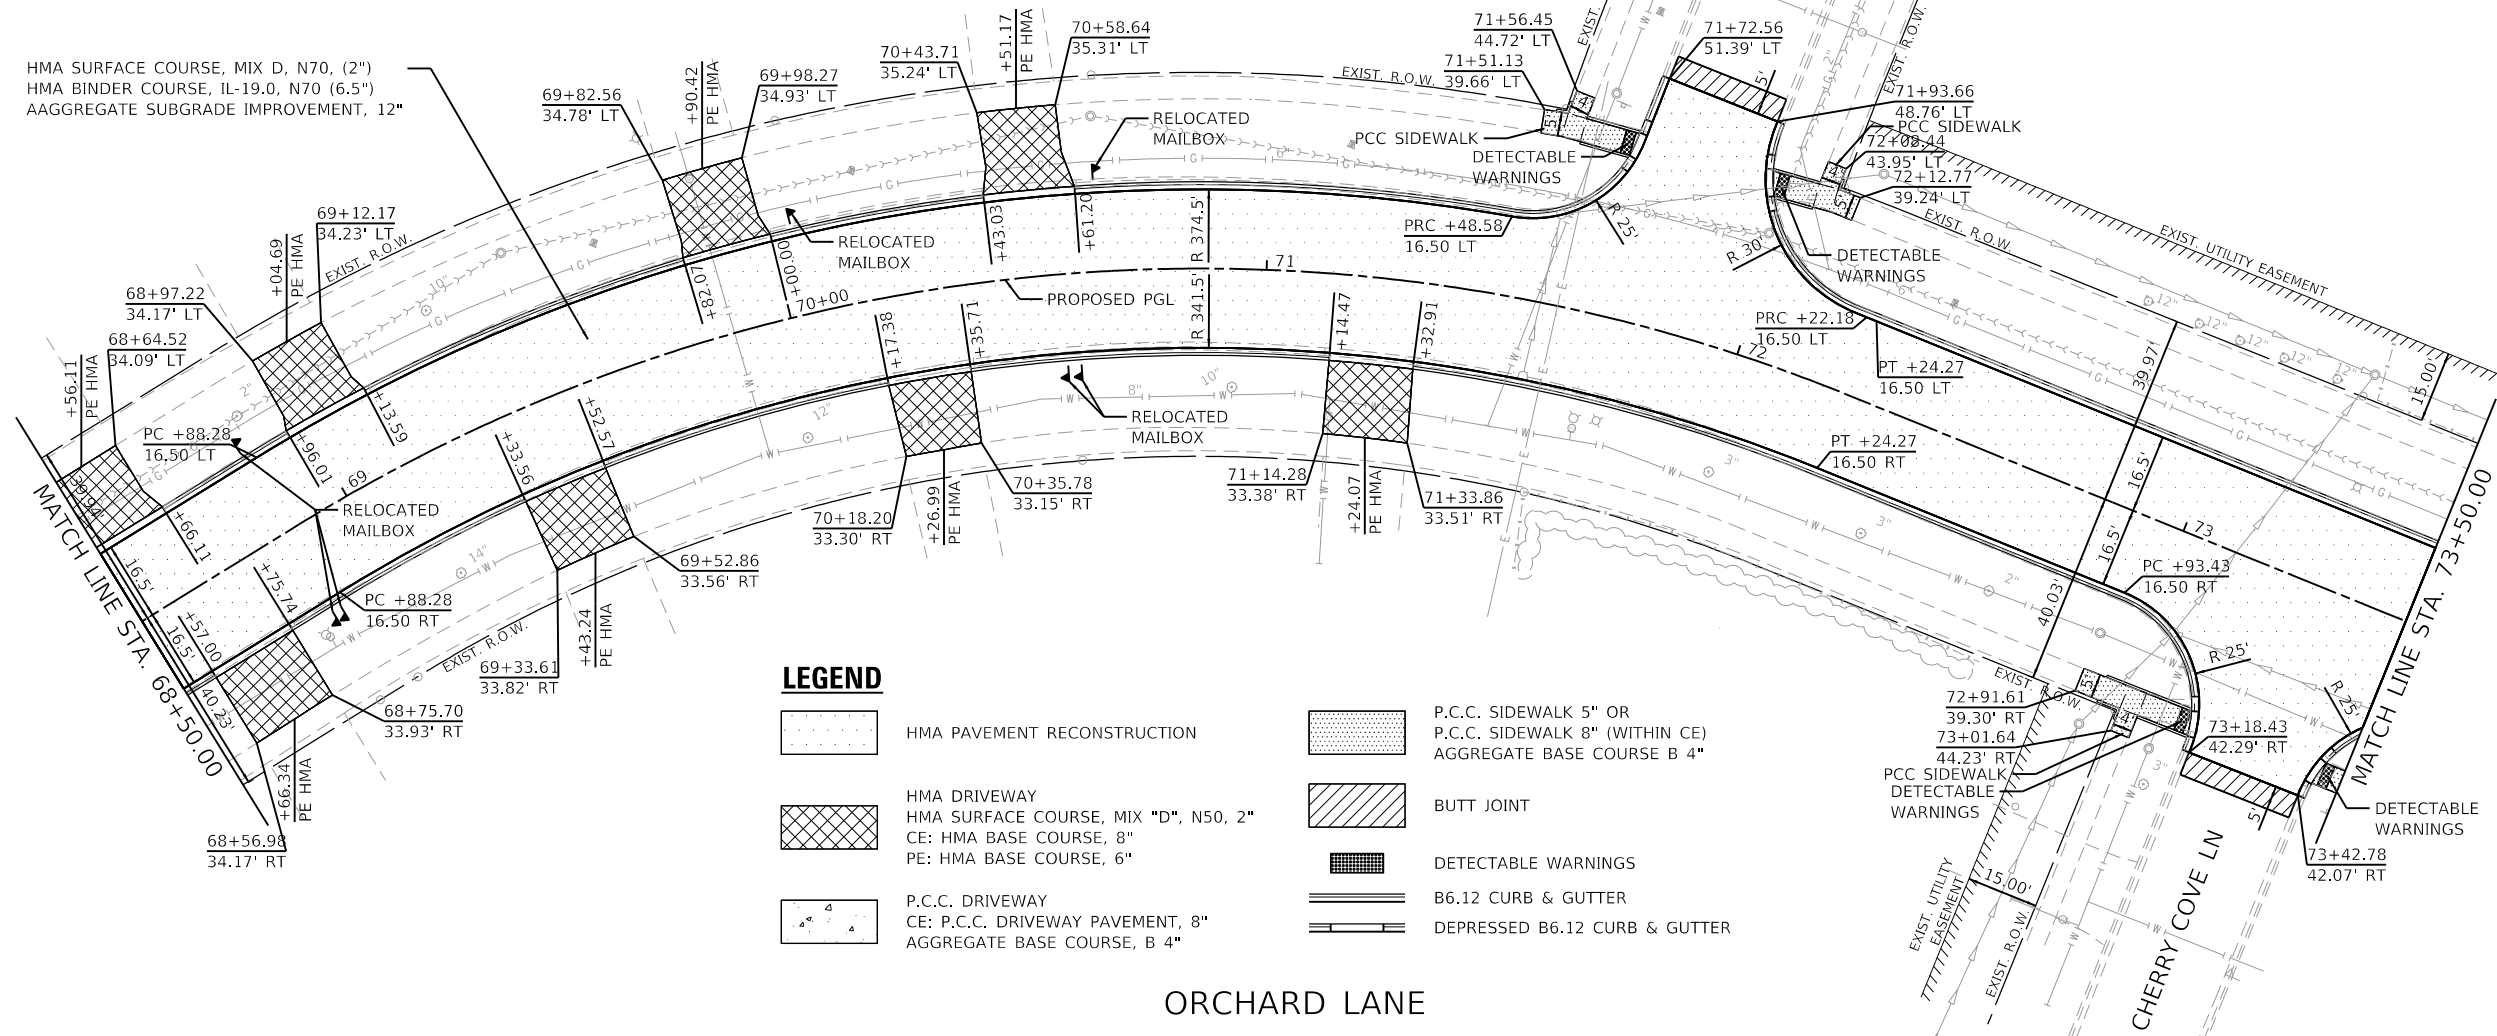 HMA SURFACE COURSE, MIX D, N70, (2")
HMA BINDER COURSE, IL-19.0, N70 (6.5")
AAGGREGATE SUBGRADE IMPROVEMENT, 12"
69+82.56
34.78' LT
+90.42
PE HMA
69+98.27
34.93' LT
70+43.71
35.24' LT
+51.17
PE HMA
70+58.64
35.31' LT
RELOCATED
MAILBOX
EXIST. R.O.W.
71+56.45
44.72' LT
71+51.13
39.66' LT
EXIST.
71+72.56
51.39' LT
EXIST. R.O.W.
5'
5'
4'
PCC SIDEWALK
DETECTABLE
WARNINGS
71+93.66
48.76' LT
PCC SIDEWALK
72+08.44
43.95' LT
72+12.77
39.24' LT
4'
5'
EXIST. R.O.W.
EXIST. UTILITY EASEMENT
DETECTABLE
WARNINGS
69+12.17
34.23' LT
+04.69
PE HMA
EXIST. R.O.W.
68+97.22
34.17' LT
68+64.52
34.09' LT
+56.11
PE HMA
RELOCATED
MAILBOX
+82.07
+00.00
70+00
+43.03
+61.20
R 374.5'
R 341.5'
71
PROPOSED PGL
PRC +48.58
16.50 LT
R 25'
R 30'
PRC +22.18
16.50 LT
PT +24.27
16.50 LT
72
39.97'
15.00'
PC +88.28
16.50 LT
+13.59
+96.01
69
+66.11
39.94'
RELOCATED
MAILBOX
+33.56
+52.57
+17.38
+35.71
RELOCATED
MAILBOX
+14.47
+32.91
PT +24.27
16.50 RT
16.5'
16.5'
73
MATCH LINE STA. 68+50.00
16.5'
16.5'
40.23'
+57.00
+75.74
PC +88.28
16.50 RT
EXIST. R.O.W.
69+33.61
33.82' RT
+43.24
PE HMA
69+52.86
33.56' RT
70+18.20
33.30' RT
+26.99
PE HMA
70+35.78
33.15' RT
71+14.28
33.38' RT
+24.07
PE HMA
71+33.86
33.51' RT
PC +93.43
16.50 RT
40.03'
R 25'
R 25'
MATCH LINE STA. 73+50.00
68+75.70
33.93' RT
+66.34
PE HMA
68+56.98
34.17' RT
EXIST. R.O.W.
5'
4'
72+91.61
39.30' RT
73+01.64
44.23' RT
PCC SIDEWALK
DETECTABLE
WARNINGS
73+18.43
42.29' RT
5'
DETECTABLE
WARNINGS
73+42.78
42.07' RT
15.00'
EXIST. UTILITY
EASEMENT
EXIST. R.O.W.
CHERRY COVE LN
LEGEND
HMA PAVEMENT RECONSTRUCTION
HMA DRIVEWAY
HMA SURFACE COURSE, MIX "D", N50, 2"
CE: HMA BASE COURSE, 8"
PE: HMA BASE COURSE, 6"
P.C.C. DRIVEWAY
CE: P.C.C. DRIVEWAY PAVEMENT, 8"
AGGREGATE BASE COURSE, B 4"
P.C.C. SIDEWALK 5" OR
P.C.C. SIDEWALK 8" (WITHIN CE)
AGGREGATE BASE COURSE B 4"
BUTT JOINT
DETECTABLE WARNINGS
B6.12 CURB & GUTTER
DEPRESSED B6.12 CURB & GUTTER
ORCHARD LANE